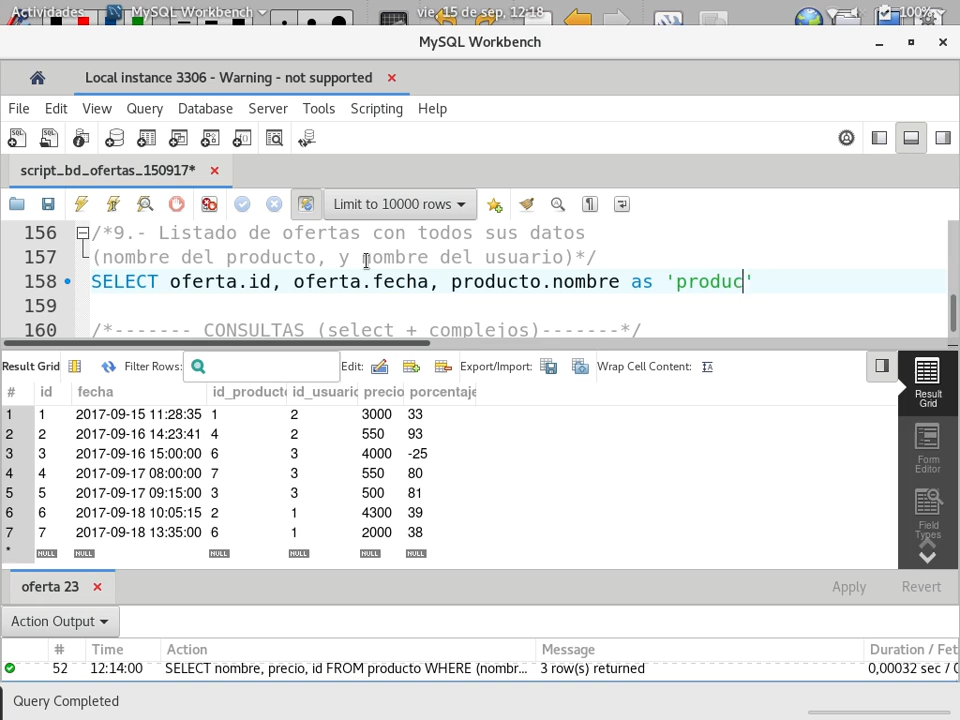 Actividades MySQL Workbench vie, 15 de sep, 12:18 100%
MySQL Workbench
Local instance 3306 - Warning - not supported
File Edit View Query Database Server Tools Scripting Help
script_bd_ofertas_150917*
Limit to 10000 rows
156 /*9.- Listado de ofertas con todos sus datos
157 (nombre del producto, y nombre del usuario)*/
158 SELECT oferta.id, oferta.fecha, producto.nombre as 'produc'
159
160 /*------- CONSULTAS (select + complejos)-------*/
Result Grid Filter Rows: Edit: Export/Import: Wrap Cell Content:
# id fecha id_producto id_usuario precio porcentaje
1 1 2017-09-15 11:28:35 1 2 3000 33
2 2 2017-09-16 14:23:41 4 2 550 93
3 3 2017-09-16 15:00:00 6 3 4000 -25
4 4 2017-09-17 08:00:00 7 3 550 80
5 5 2017-09-17 09:15:00 3 3 500 81
6 6 2017-09-18 10:05:15 2 1 4300 39
7 7 2017-09-18 13:35:00 6 1 2000 38
* NULL NULL NULL NULL NULL NULL
Result Grid
Form Editor
Field Types
oferta 23 Apply Revert
Action Output
# Time Action Message Duration / Fet
52 12:14:00 SELECT nombre, precio, id FROM producto WHERE (nombr... 3 row(s) returned 0,00032 sec / 0
Query Completed